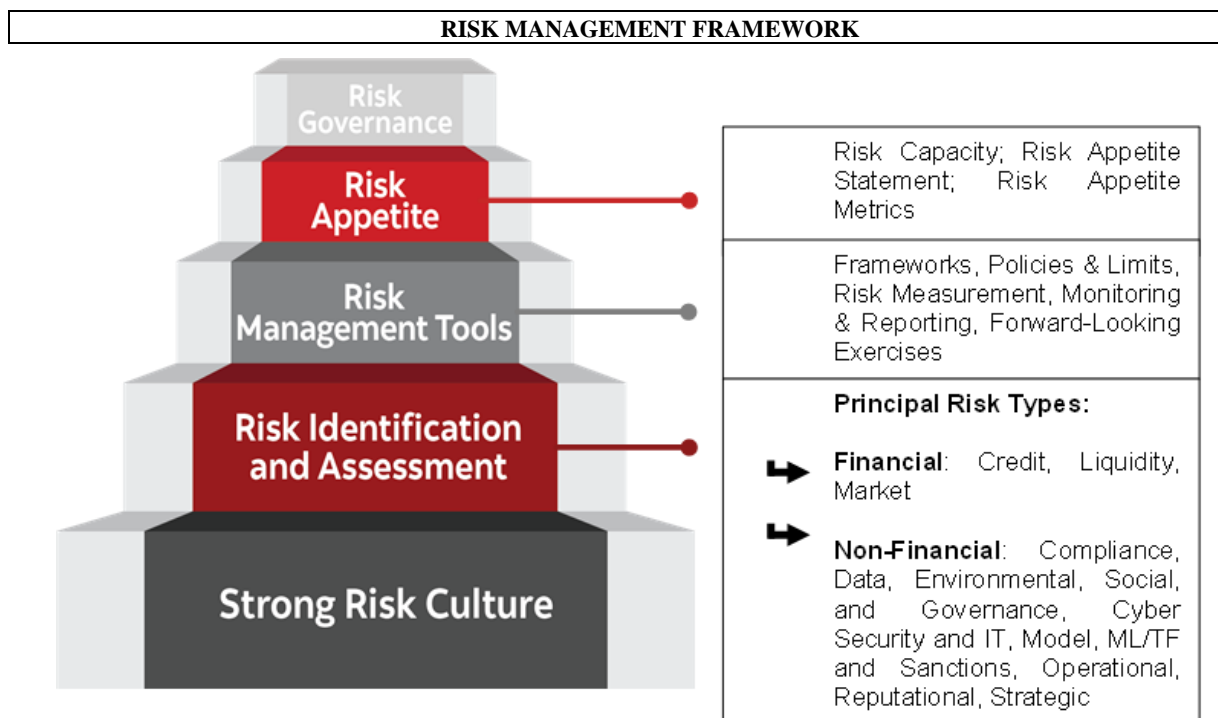 RISK MANAGEMENT FRAMEWORK
Risk
Governance
Risk
Appetite
Risk
Management Tools
Risk Identification
and Assessment
Strong Risk Culture
Risk Capacity; Risk Appetite
Statement; Risk Appetite
Metrics
Frameworks, Policies & Limits,
Risk Measurement, Monitoring
& Reporting, Forward-Looking
Exercises
Principal Risk Types:
Financial: Credit, Liquidity,
Market
Non-Financial: Compliance,
Data, Environmental, Social,
and Governance, Cyber
Security and IT, Model, ML/TF
and Sanctions, Operational,
Reputational, Strategic